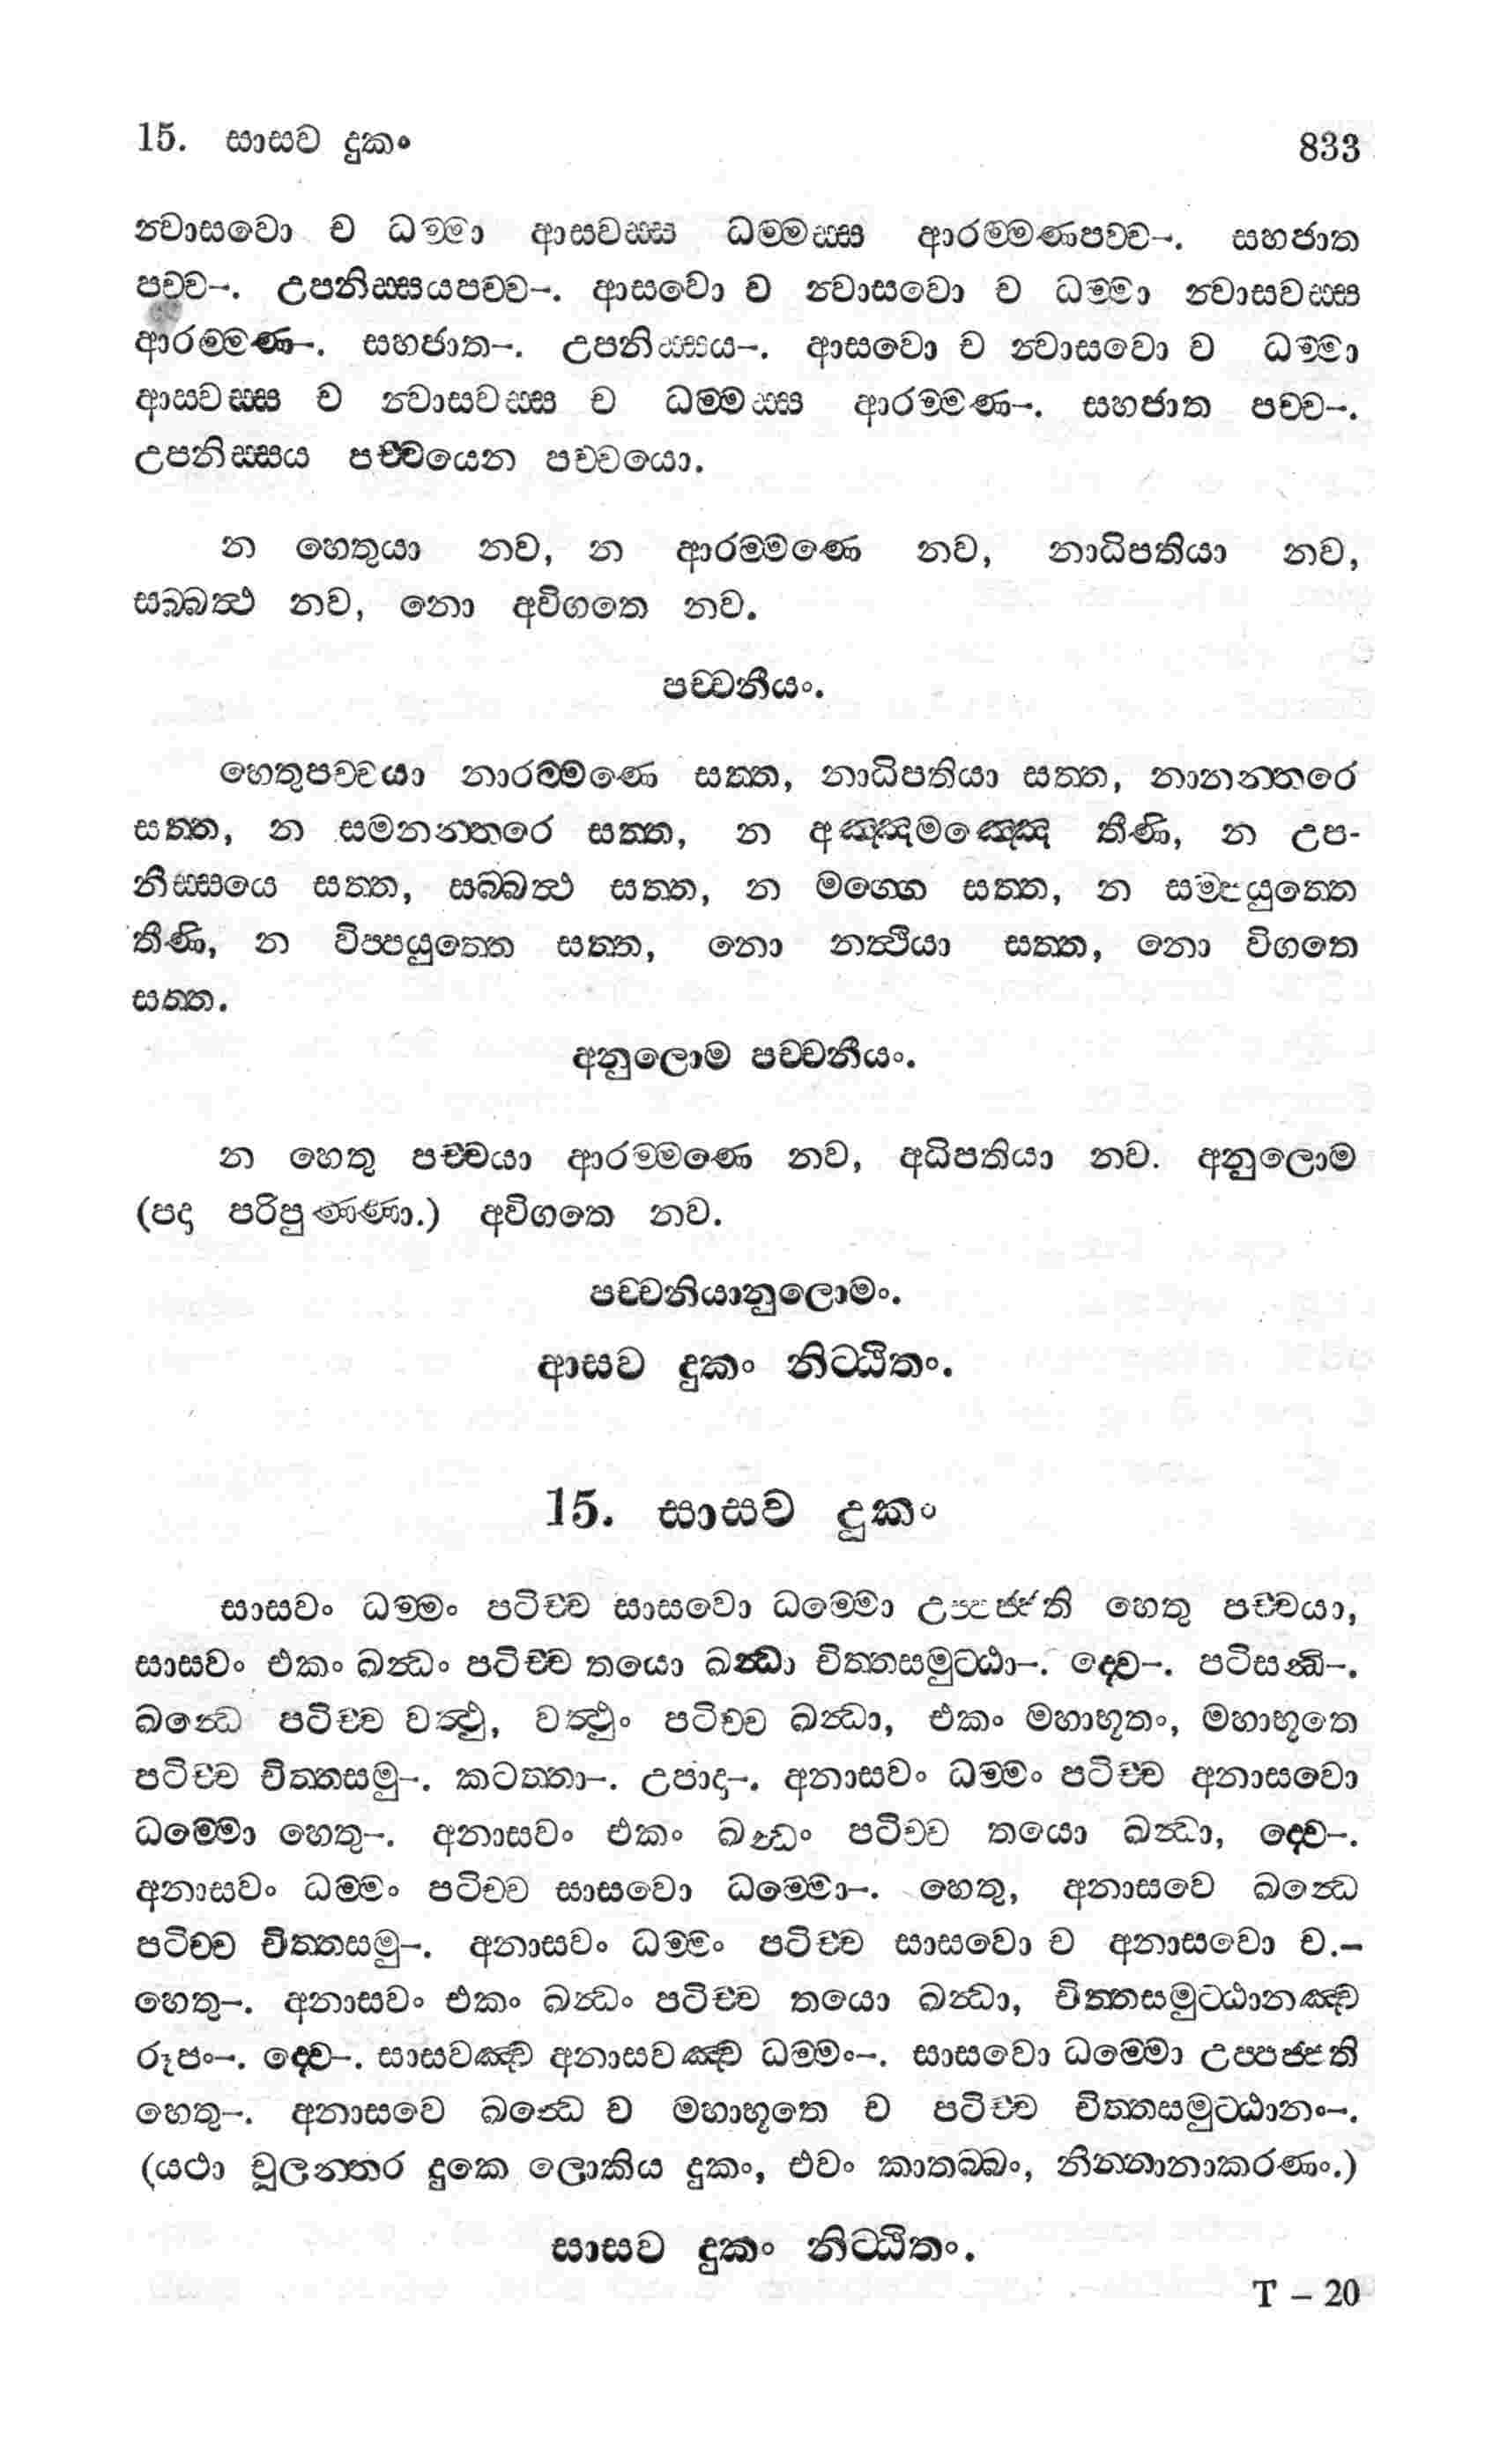 15. සාසව දුකං 833
න්‍වාසවො ච ධම්මා ආසවස්ස ධම්මස්ස ආරම්මණපච්ච-. සහජාත
පච්ච-. උපනිස්සයපච්ච-. ආසවො ච න්‍වාසවො ච ධම්මා න්‍වාසවස්ස
ආරම්මණ-. සහජාත-. උපනිස්සය-. ආසවො ච න්‍වාසවො ච ධම්මා
ආසවස්ස ච න්‍වාසවස්ස ච ධම්මස්ස ආරම්මණ-. සහජාත පච්ච-.
උපනිස්සය පච්චයෙන පච්චයො.
න හෙතුයා නව, න ආරම්මණෙ නව, නාධිපතියා නව,
සබ්බත්‍ථ නව, නො අවිගතෙ නව.
පච්චනීයං.
හෙතුපච්චයා නාරම්මණෙ සත්ත, නාධිපතියා සත්ත, නානන්තරෙ
සත්ත, න සමනන්තරෙ සත්ත, න අඤ්ඤමඤ්ඤෙ තීණි, න උප-
නිස්සයෙ සත්ත, සබ්බත්‍ථ සත්ත, න මග්ගෙ සත්ත, න සම්පයුත්තෙ
තීණි, න විප්පයුත්තෙ සත්ත, නො නත්‍ථියා සත්ත, නො විගතෙ
සත්ත.
අනුලොම පච්චනීයං.
න හෙතු පච්චයා ආරම්මණෙ නව, අධිපතියා නව. අනුලොම
(පදා පරිපුණ්ණා.) අවිගතෙ නව.
පච්චනියානුලොමං.
ආසව දුකං නිට්ඨිතං.
15. සාසව දුකං
සාසවං ධම්මං පටිච්ච සාසවො ධම්මො උප්පජ්ජති හෙතු පච්චයා,
සාසවං එකං ඛන්‍ධං පටිච්ච තයො ඛන්‍ධා චිත්තසමුට්ඨා-. ද්‍වෙ-. පටිසන්‍ධි-.
ඛන්‍ධෙ පටිච්ච වත්‍ථු, වත්‍ථුං පටිච්ච ඛන්‍ධා, එකං මහාභූතං, මහාභූතෙ
පටිච්ච චිත්තසමු-. කටත්තා-. උපාදා-. අනාසවං ධම්මං පටිච්ච අනාසවො
ධම්මො හෙතු-. අනාසවං එකං ඛන්‍ධං පටිච්ච තයො ඛන්‍ධා, ද්‍වෙ-.
අනාසවං ධම්මං පටිච්ච සාසවො ධම්මො-. හෙතු, අනාසවෙ ඛන්‍ධෙ
පටිච්ච චිත්තසමු-. අනාසවං ධම්මං පටිච්ච සාසවො ච අනාසවො ච.-
හෙතු-. අනාසවං එකං ඛන්‍ධං පටිච්ච තයො ඛන්‍ධා, චිත්තසමුට්ඨානඤ්ච
රූපං-. ද්‍වෙ-. සාසවඤ්ච අනාසවඤ්ච ධම්මං-. සාසවො ධම්මො උප්පජ්ජති
හෙතු-. අනාසවෙ ඛන්‍ධෙ ච මහාභූතෙ ච පටිච්ච චිත්තසමුට්ඨානං-.
(යථා චූලන්තර දුකෙ ලොකිය දුකං, එවං කාතබ්බං, නින්නානාකරණං.)
සාසව දුකං නිට්ඨිතං.
T – 20